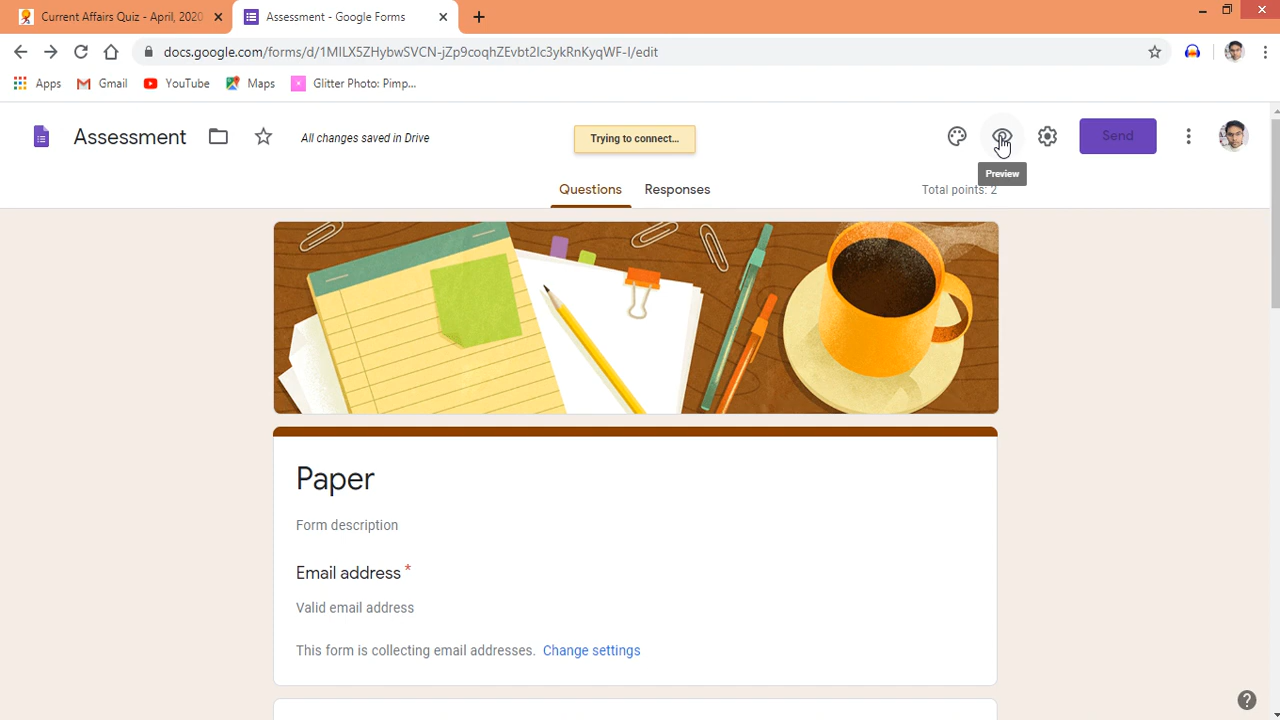 Current Affairs Quiz - April, 2020
Assessment - Google Forms
docs.google.com/forms/d/1MILX5ZHybwSVCN-jZp9coqhZEvbt2Ic3ykRnKyqWF-I/edit
Apps Gmail YouTube Maps Glitter Photo: Pimp...
Assessment All changes saved in Drive Trying to connect... Send
Preview
Questions Responses Total points: 2
Paper
Form description
Email address *
Valid email address
This form is collecting email addresses. Change settings